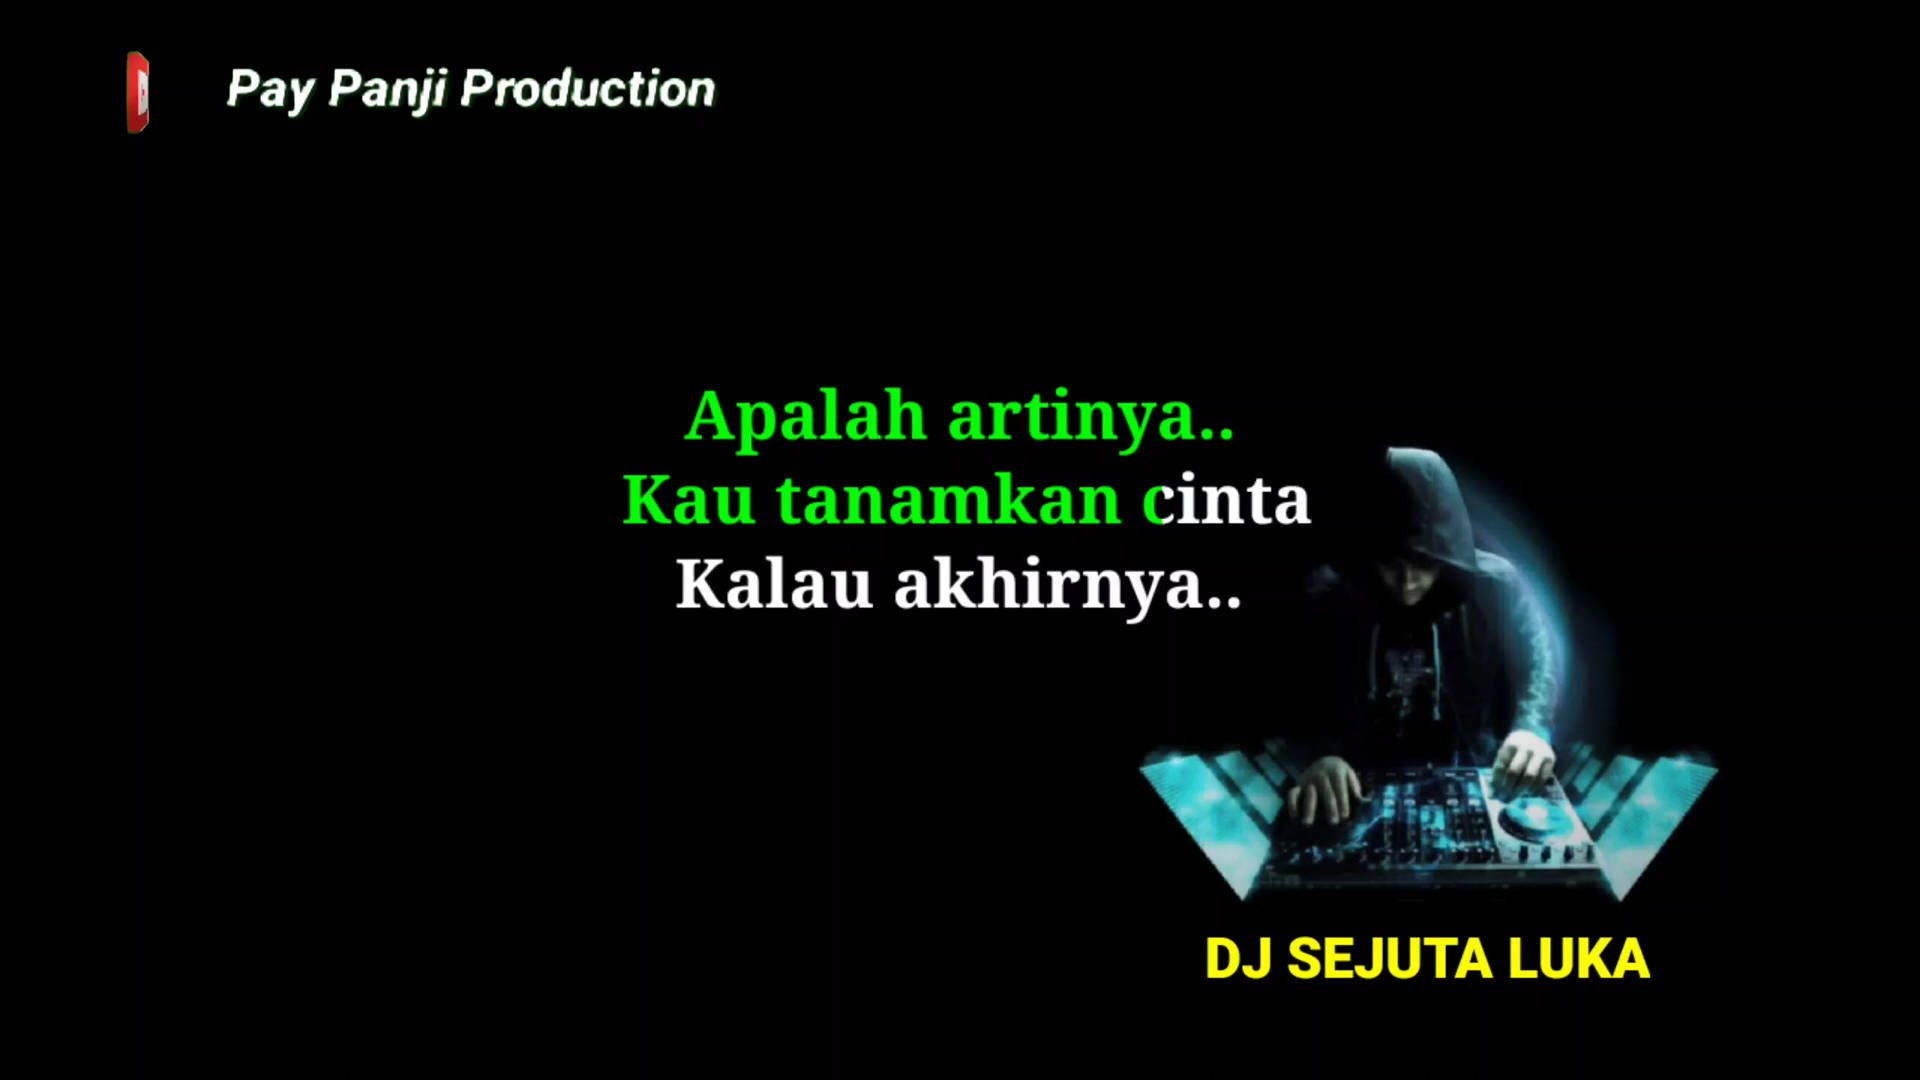 Pay Panji Production
Apalah artinya..
Kau tanamkan cinta
Kalau akhirnya..
DJ SEJUTA LUKA